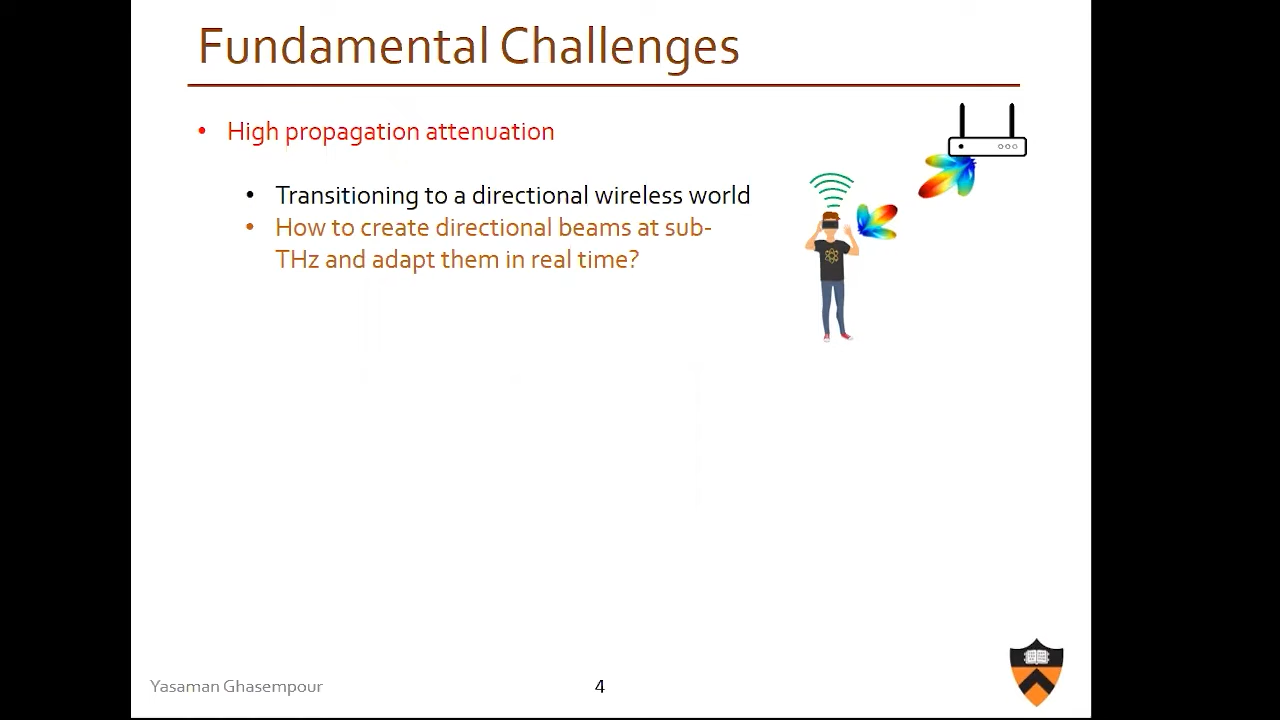 Fundamental Challenges
• High propagation attenuation
• Transitioning to a directional wireless world
• How to create directional beams at sub-
THz and adapt them in real time?
Yasaman Ghasempour
4